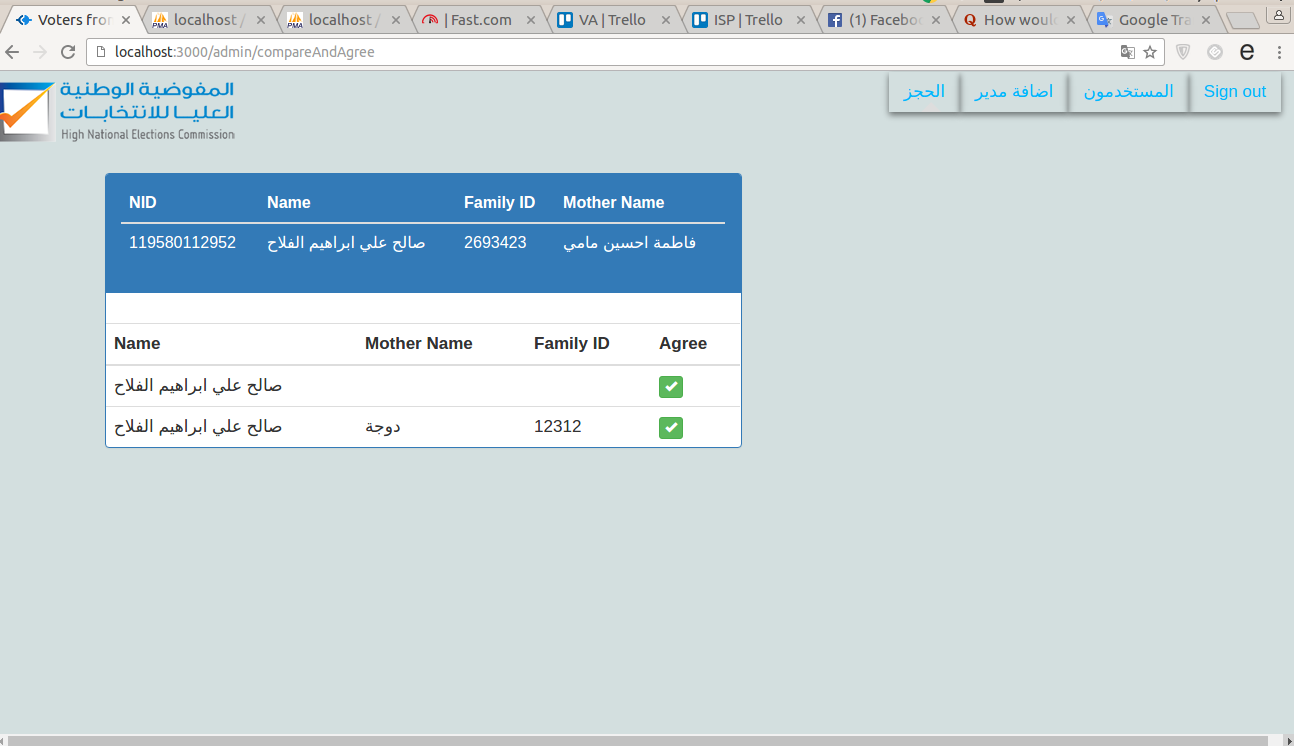 Voters from
localhost /
localhost /
| Fast.com
VA | Trello
ISP | Trello
(1) Facebo
How would
Google Tra
localhost:3000/admin/compareAndAgree
المفوضية الوطنية
العليا للانتخابات
High National Elections Commission
الحجز
اضافة مدير
المستخدمون
Sign out
NID Name Family ID Mother Name
119580112952 صالح علي ابراهيم الفلاح 2693423 فاطمة احسين مامي
Name Mother Name Family ID Agree
صالح علي ابراهيم الفلاح
صالح علي ابراهيم الفلاح دوجة 12312